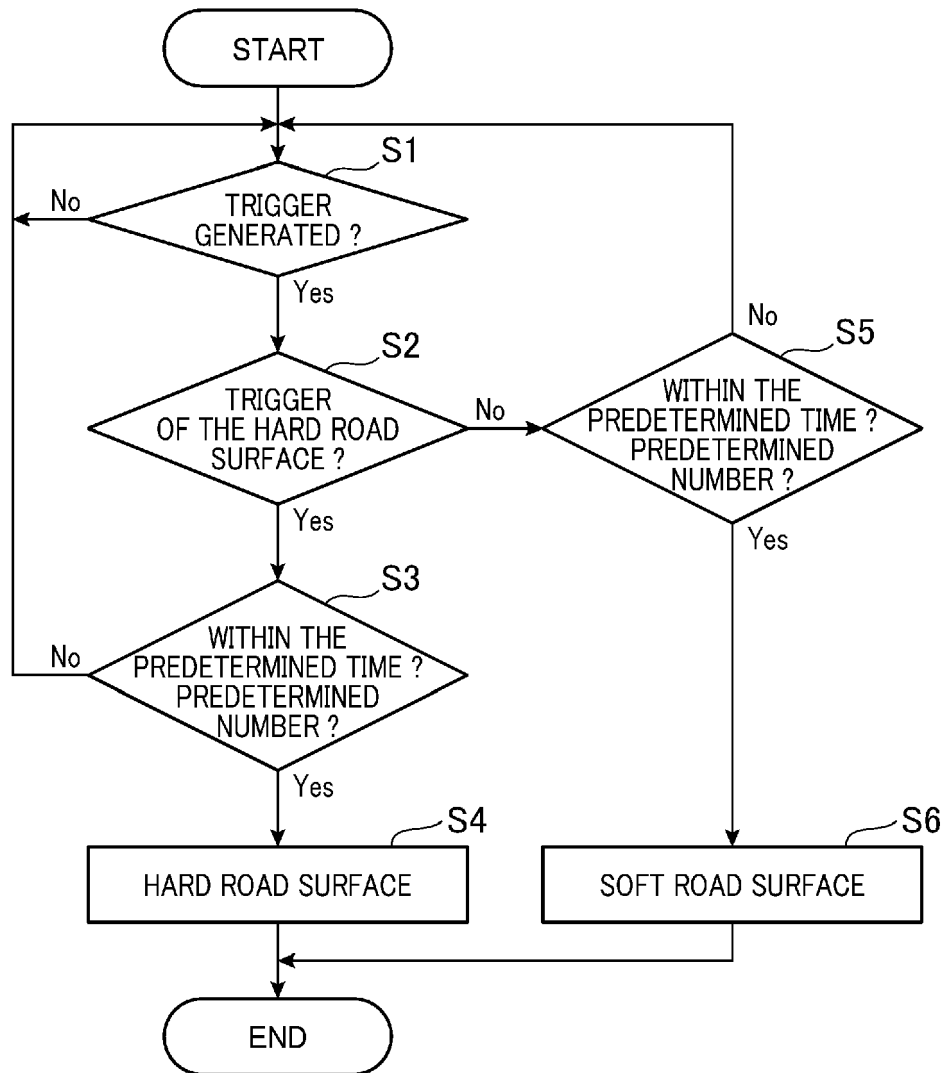 START
S1
No
TRIGGER
GENERATED ?
Yes
S2
TRIGGER
OF THE HARD ROAD
SURFACE ?
No
Yes
No
S5
WITHIN THE
PREDETERMINED TIME ?
PREDETERMINED
NUMBER ?
Yes
S3
No
WITHIN THE
PREDETERMINED TIME ?
PREDETERMINED
NUMBER ?
Yes
S4
HARD ROAD SURFACE
S6
SOFT ROAD SURFACE
END